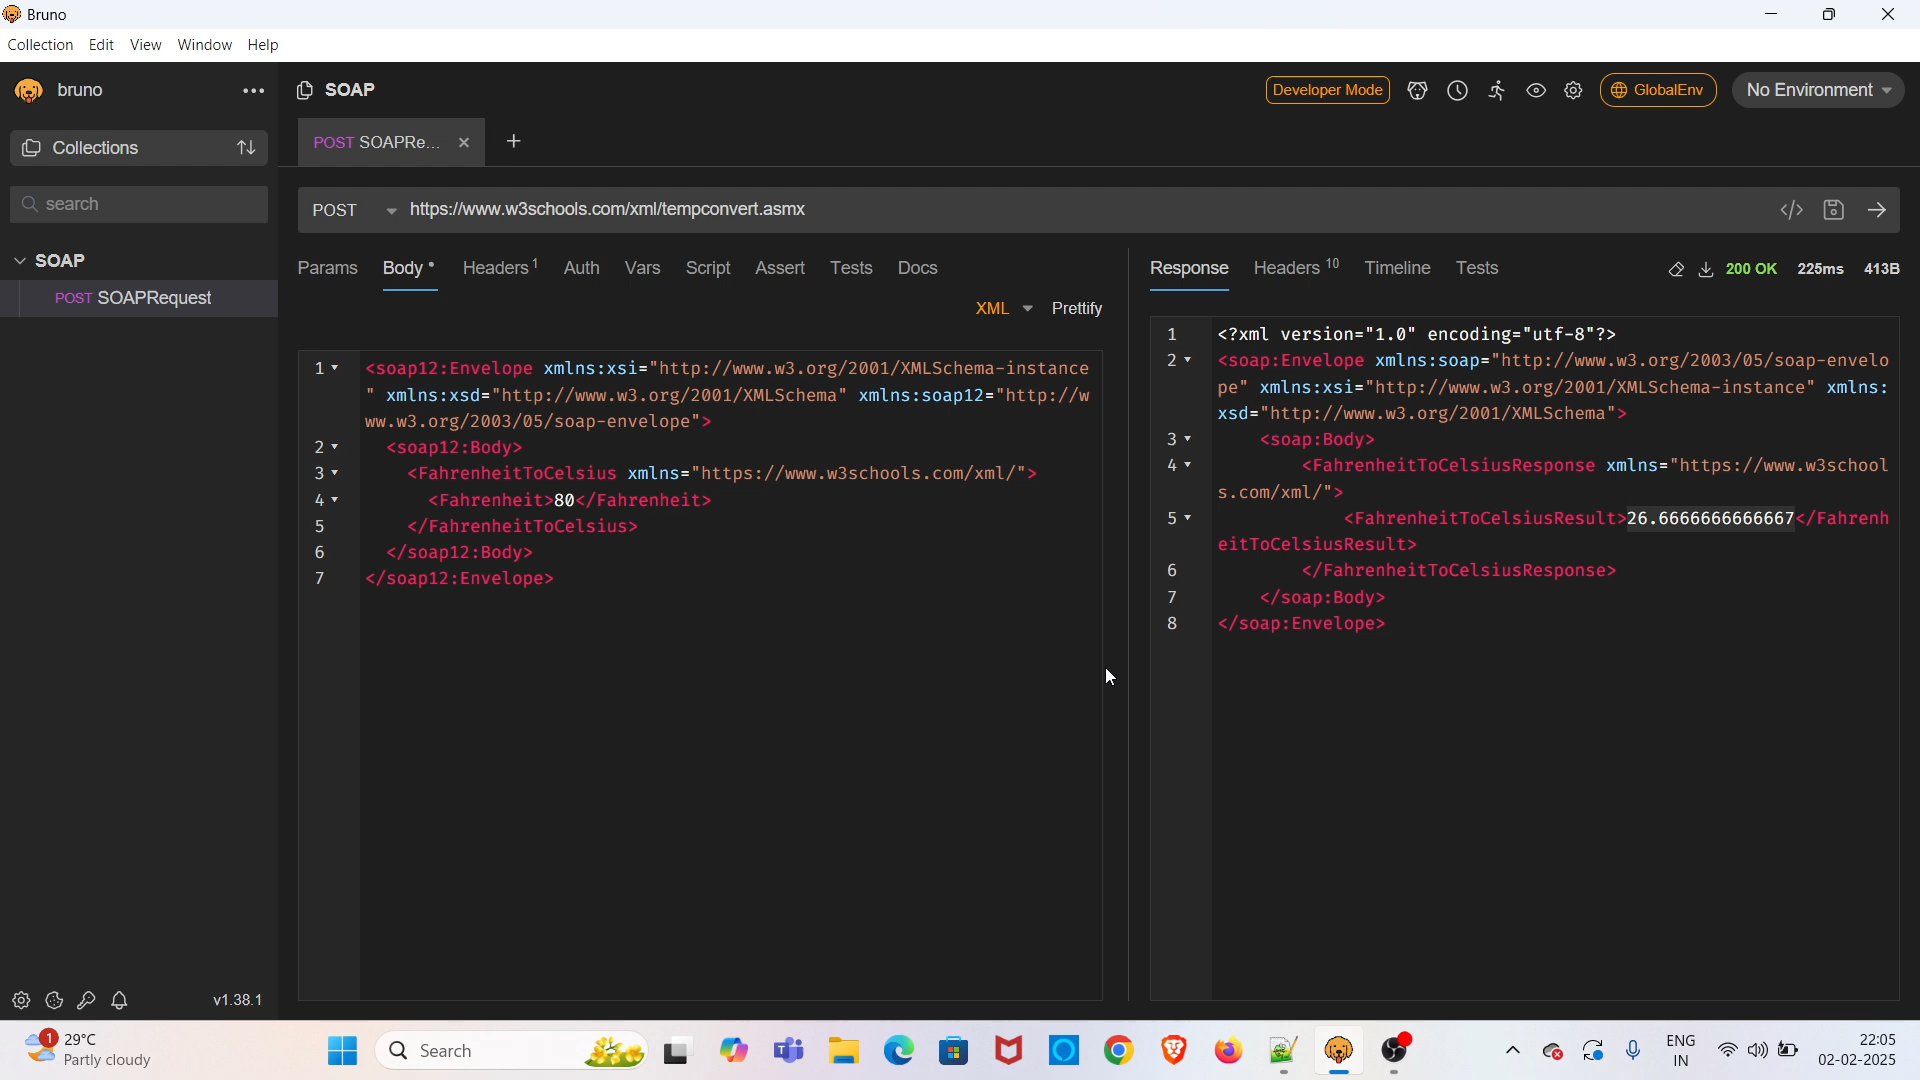 Bruno
Collection Edit View Window Help
bruno
SOAP
Developer Mode
GlobalEnv
No Environment
Collections
POST SOAPRe...
search
POST
https://www.w3schools.com/xml/tempconvert.asmx
SOAP
POST SOAPRequest
Params Body Headers 1 Auth Vars Script Assert Tests Docs
XML Prettify
1 <soap12:Envelope xmlns:xsi="http://www.w3.org/2001/XMLSchema-instance
" xmlns:xsd="http://www.w3.org/2001/XMLSchema" xmlns:soap12="http://w
ww.w3.org/2003/05/soap-envelope">
2 <soap12:Body>
3 <FahrenheitToCelsius xmlns="https://www.w3schools.com/xml/">
4 <Fahrenheit>80</Fahrenheit>
5 </FahrenheitToCelsius>
6 </soap12:Body>
7 </soap12:Envelope>
Response Headers 10 Timeline Tests
200 OK 225ms 413B
1 <?xml version="1.0" encoding="utf-8"?>
2 <soap:Envelope xmlns:soap="http://www.w3.org/2003/05/soap-envelo
pe" xmlns:xsi="http://www.w3.org/2001/XMLSchema-instance" xmlns:
xsd="http://www.w3.org/2001/XMLSchema">
3 <soap:Body>
4 <FahrenheitToCelsiusResponse xmlns="https://www.w3school
s.com/xml/">
5 <FahrenheitToCelsiusResult>26.6666666666667</Fahrenh
eitToCelsiusResult>
6 </FahrenheitToCelsiusResponse>
7 </soap:Body>
8 </soap:Envelope>
v1.38.1
1
29°C
Partly cloudy
Search
ENG
IN
22:05
02-02-2025